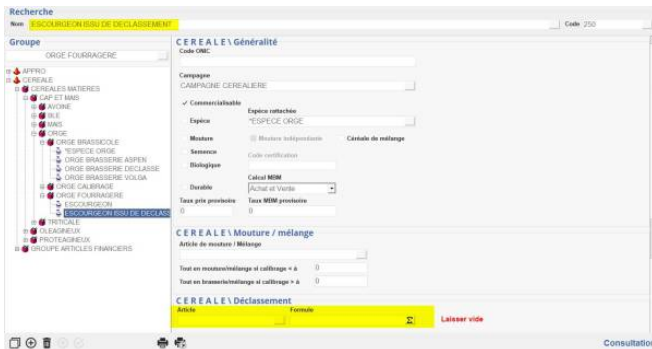 Recherche
Nom ESCOURGEON ISSU DE DECLASSEMENT Code 250
Groupe
ORGE FOURRAGERE
APPRO
CEREALE
CEREALES MATIERES
CAP ET MAIS
AVOINE
BLE
MAIS
ORGE
ORGE BRASSICOLE
*ESPECE ORGE
ORGE BRASSERIE ASPEN
ORGE BRASSERIE DECLASSE
ORGE BRASSERIE VOLGA
ORGE CALIBRAGE
ORGE FOURRAGERE
ESCOURGEON
ESCOURGEON ISSU DE DECLAS
TRITICALE
OLEAGINEUX
PROTEAGINEUX
GROUPE ARTICLES FINANCIERS
CEREALE \ Généralité
Code ONIC
Campagne
CAMPAGNE CEREALIERE
Commercialisable
Espèce rattachée
Espèce *ESPECE ORGE
Mouture Mouture indépendante Céréale de mélange
Semence Code certification
Biologique
Calcul MBM
Durable Achat et Vente
Taux prix provisoire Taux MBM provisoire
0 0
CEREALE \ Mouture / mélange
Article de mouture / Mélange
Tout en mouture/mélange si calibrage < à 0
Tout en brasserie/mélange si calibrage > à 0
CEREALE \ Déclassement
Article Formule
Σ Laisser vide
Consultation